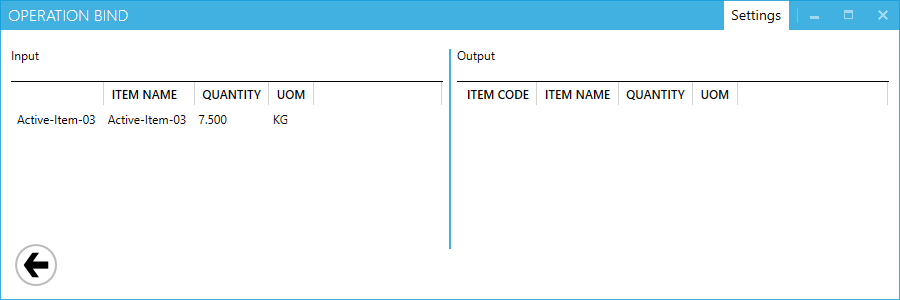 OPERATION BIND
Settings
Input
ITEM NAME QUANTITY UOM
Active-Item-03 Active-Item-03 7.500 KG
Output
ITEM CODE ITEM NAME QUANTITY UOM